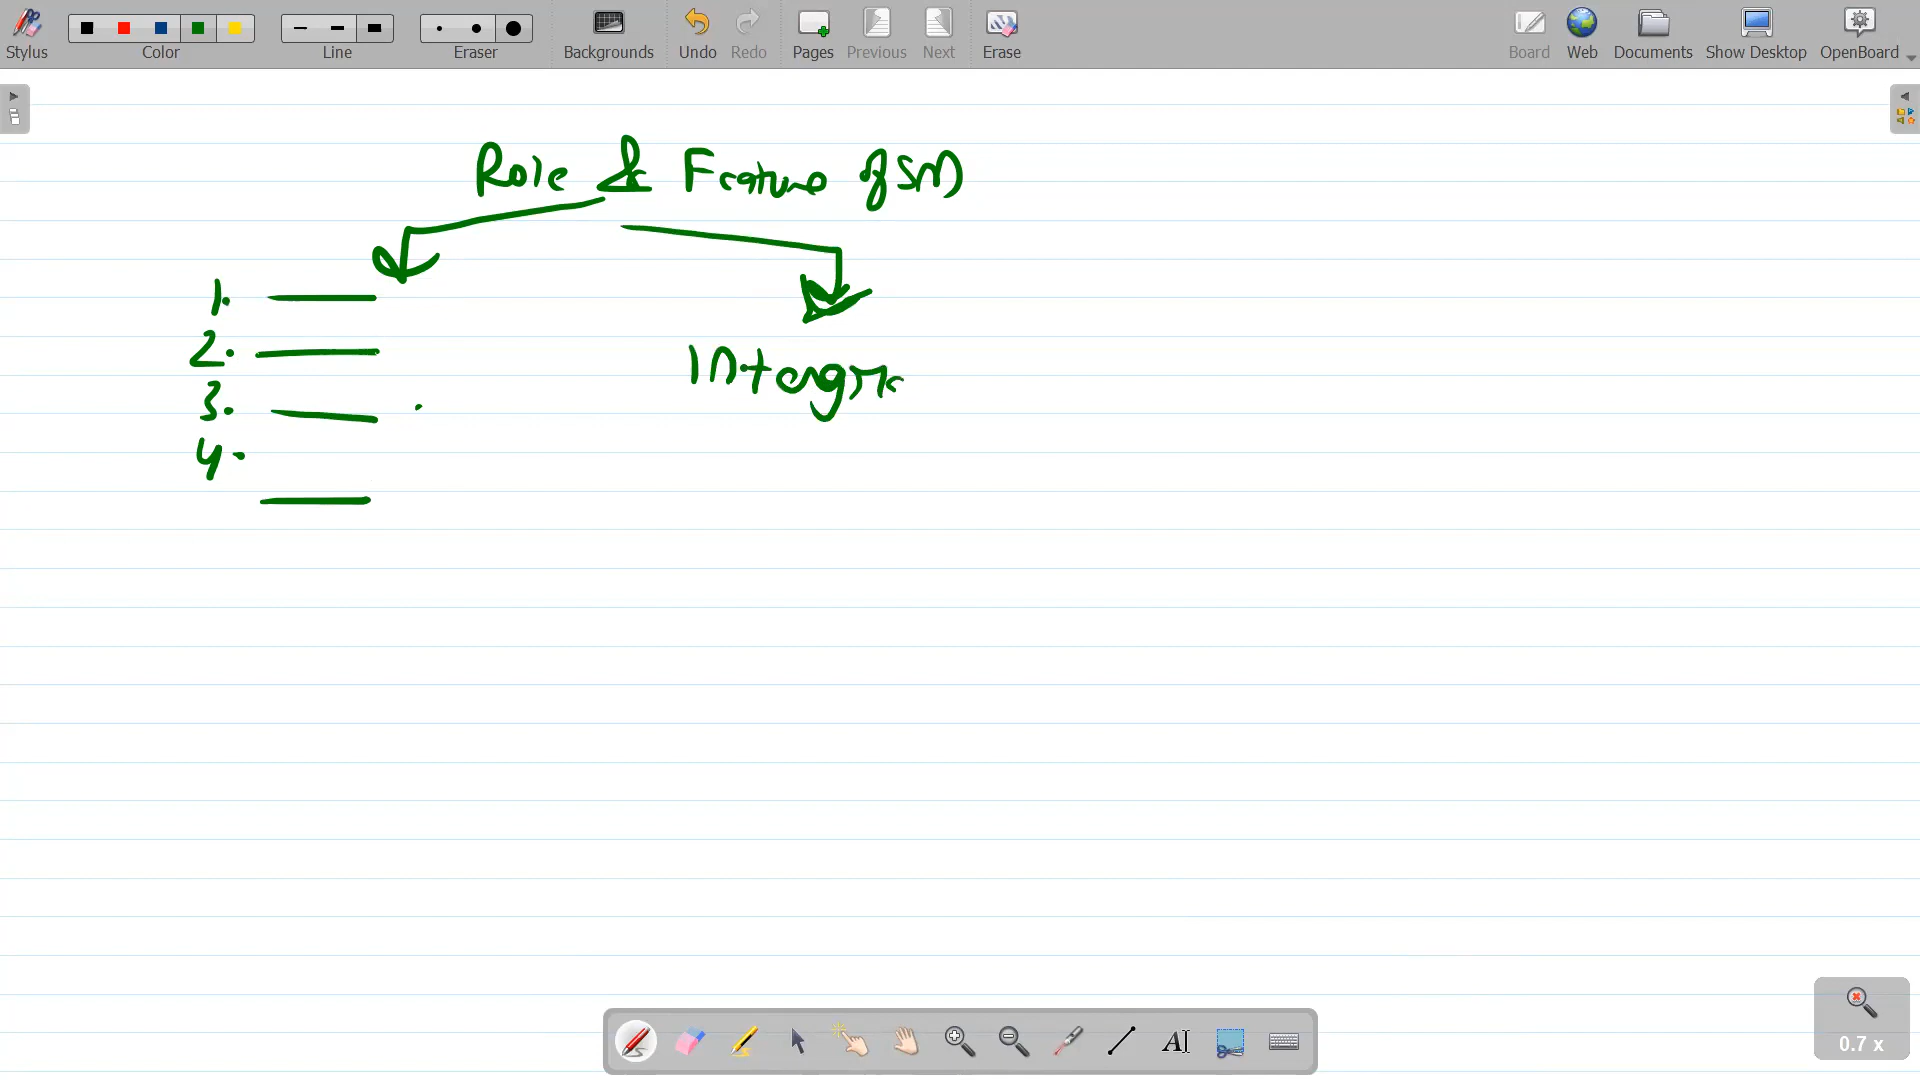 Stylus Color Line Eraser Backgrounds Undo Redo Pages Previous Next Erase Board Web Documents Show Desktop OpenBoard
Role & Feature of SM
1.
2.
3.
4.
0.7 x